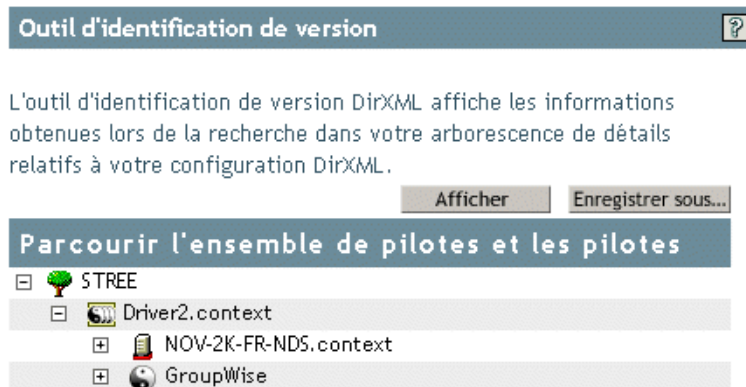 Outil d'identification de version
?
L'outil d'identification de version DirXML affiche les informations
obtenues lors de la recherche dans votre arborescence de détails
relatifs à votre configuration DirXML.
Afficher Enregistrer sous...
Parcourir l'ensemble de pilotes et les pilotes
STREE
Driver2.context
NOV-2K-FR-NDS.context
GroupWise